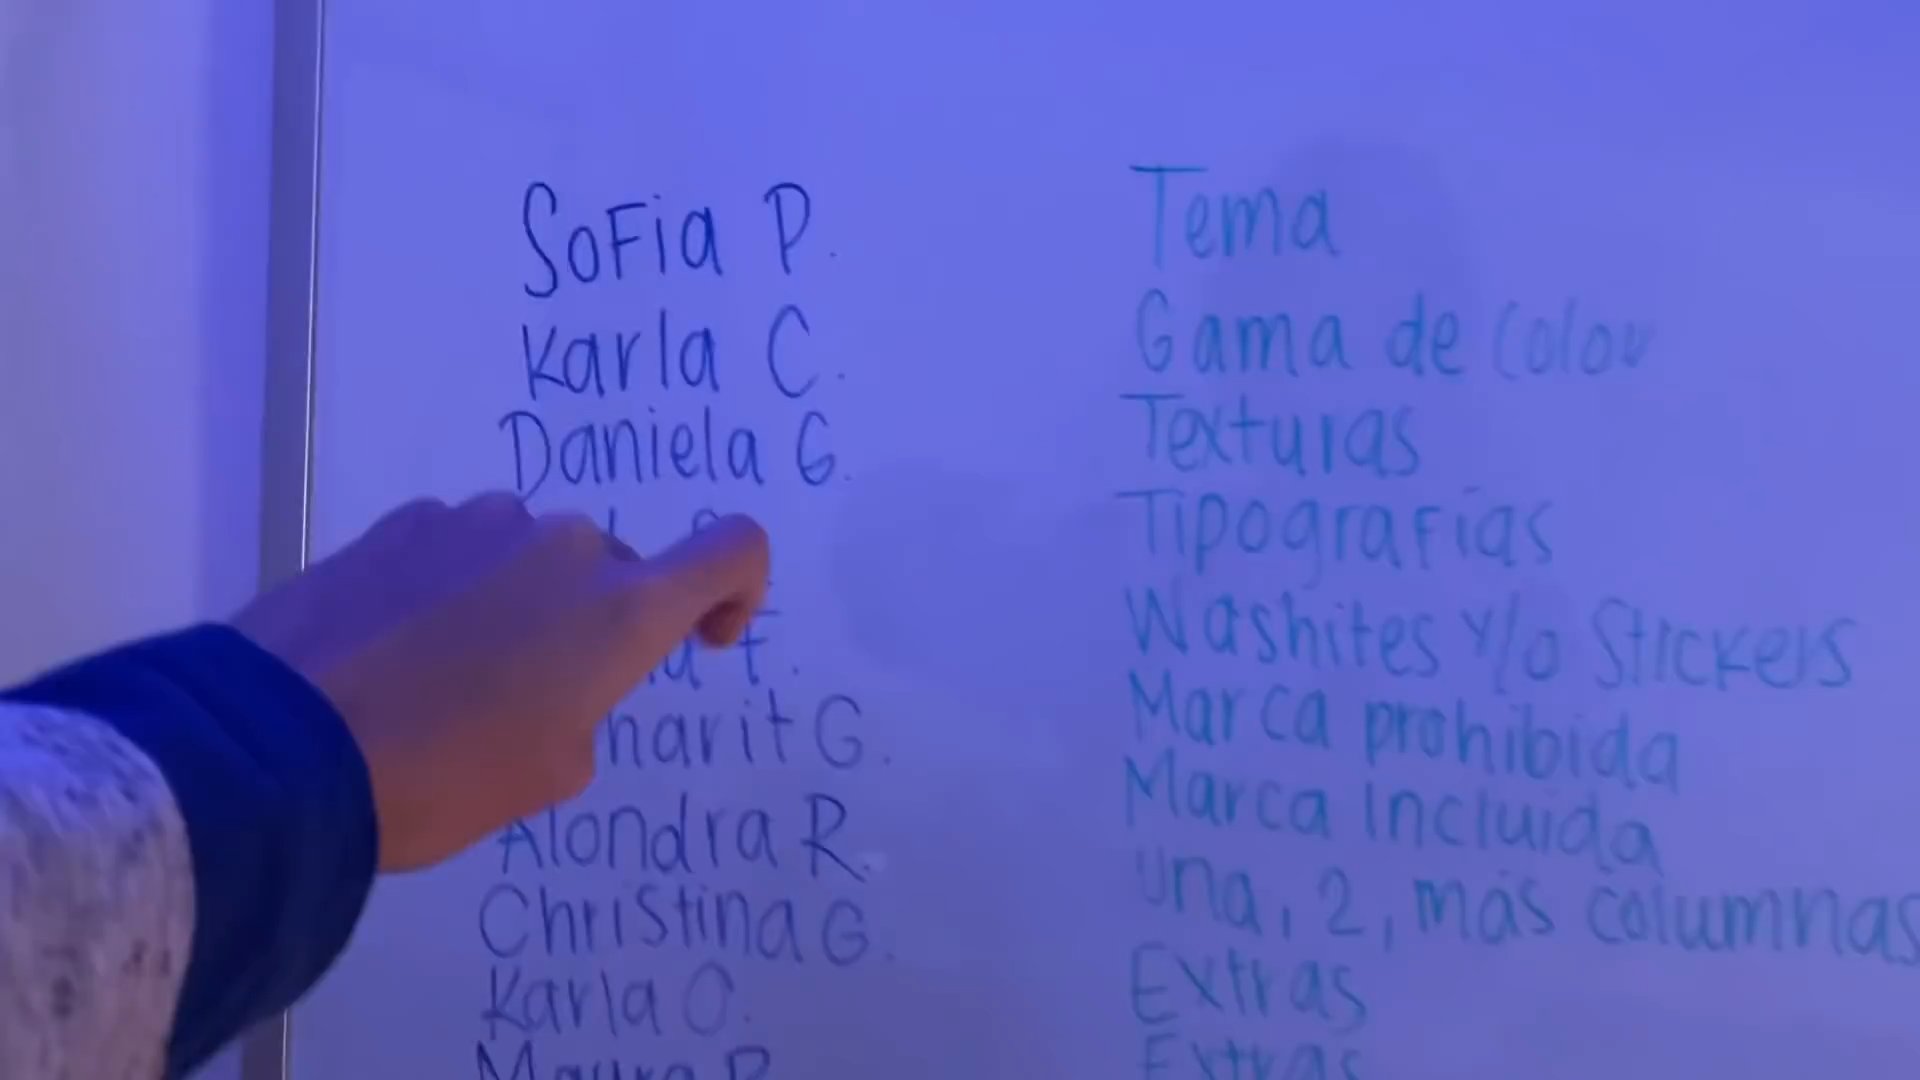 SoFia P.
Karla C.
Daniela G.
F.
G.
Alondra R.
Christina G.
Karla O.
Tema
Gama de Color
Texturas
TipograFías
Washites y/o Stickers
Marca prohibida
Marca Incluida
Una, 2, más columnas
Extras
Extras